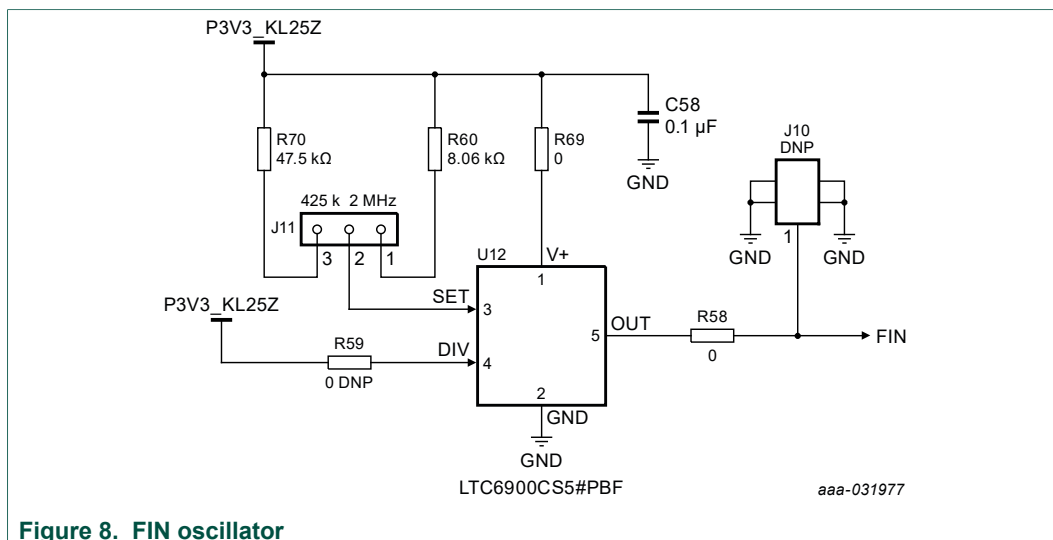 P3V3_KL25Z
R70
47.5 kΩ
R60
8.06 kΩ
R69
0
C58
0.1 µF
GND
J10
DNP
GND
GND
1
425 k 2 MHz
J11
3
2
1
U12
V+
1
SET
3
P3V3_KL25Z
R59
0 DNP
DIV
4
5
OUT
R58
0
FIN
2
GND
GND
LTC6900CS5#PBF
aaa-031977
Figure 8. FIN oscillator